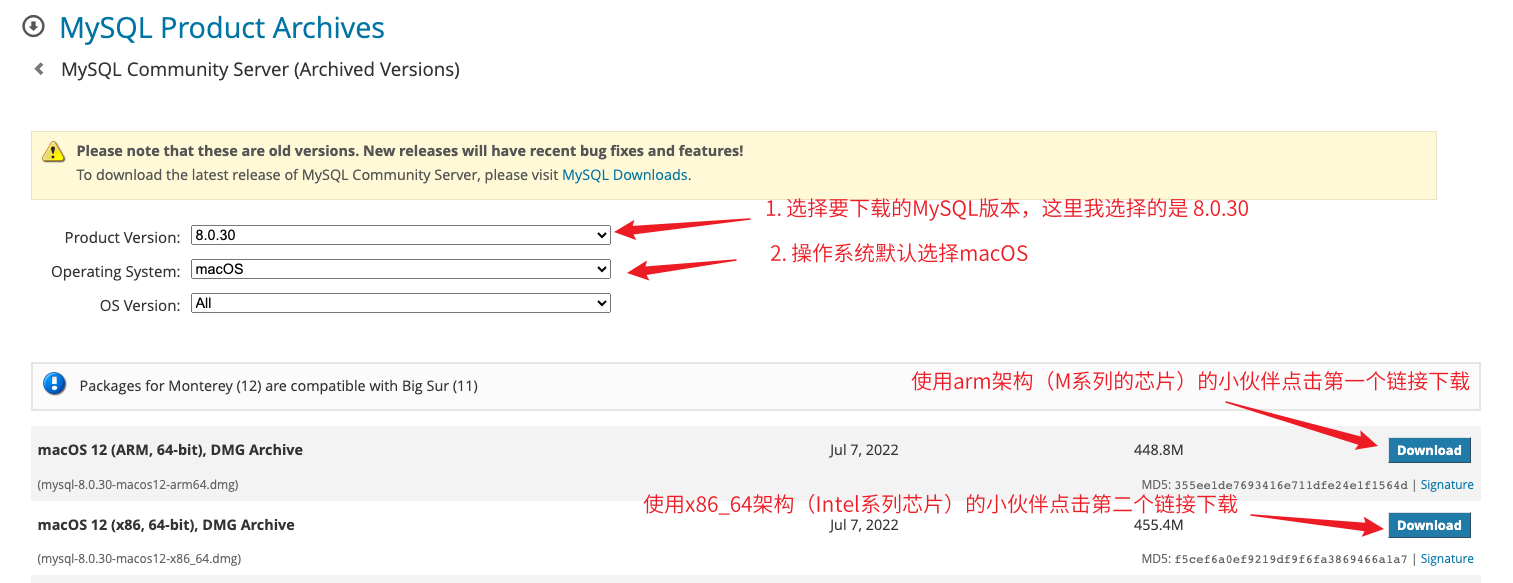 MySQL Product Archives
MySQL Community Server (Archived Versions)
Please note that these are old versions. New releases will have recent bug fixes and features!
To download the latest release of MySQL Community Server, please visit MySQL Downloads.
1. 选择要下载的MySQL版本，这里我选择的是 8.0.30
Product Version: 8.0.30
2. 操作系统默认选择macOS
Operating System: macOS
OS Version: All
使用arm架构（M系列的芯片）的小伙伴点击第一个链接下载
Packages for Monterey (12) are compatible with Big Sur (11)
macOS 12 (ARM, 64-bit), DMG Archive Jul 7, 2022 448.8M Download
(mysql-8.0.30-macos12-arm64.dmg) MD5: 355ee1de7693416e711dfe24e1f1564d | Signature
使用x86_64架构（Intel系列芯片）的小伙伴点击第二个链接下载
macOS 12 (x86, 64-bit), DMG Archive Jul 7, 2022 455.4M Download
(mysql-8.0.30-macos12-x86_64.dmg) MD5: f5cef6a0ef9219df9f6fa3869466a1a7 | Signature